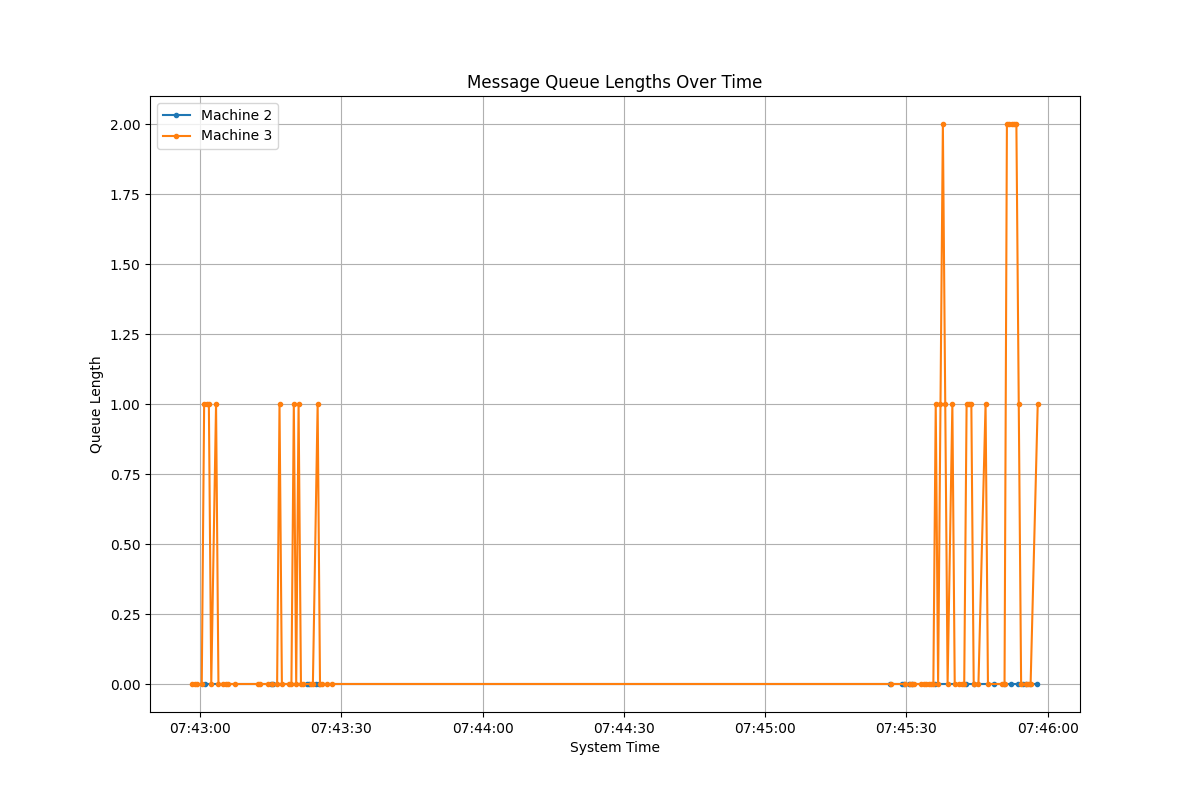 Message Queue Lengths Over Time
Machine 2
Machine 3
2.00
1.75
1.50
1.25
1.00
0.75
0.50
0.25
0.00
Queue Length
07:43:00 07:43:30 07:44:00 07:44:30 07:45:00 07:45:30 07:46:00
System Time